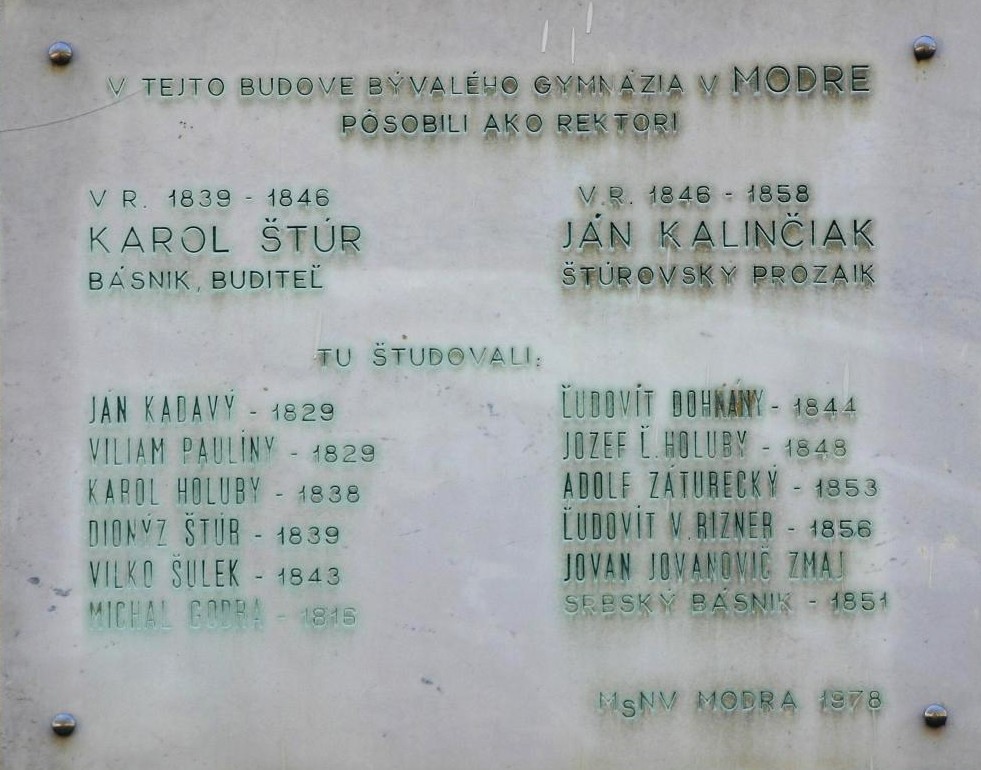 V TEJTO BUDOVE BÝVALÉHO GYMNÁZIA V MODRE
PÔSOBILI AKO REKTORI
V R. 1839 - 1846
KAROL ŠTÚR
BÁSNIK, BUDITEĽ
V.R. 1846 - 1858
JÁN KALINČIAK
ŠTÚROVSKÝ PROZAIK
TU ŠTUDOVALI:
JÁN KADAVÝ - 1829
VILIAM PAULÍNY - 1829
KAROL HOLUBY - 1838
DIONÝZ ŠTÚR - 1839
VILKO ŠULEK - 1843
MICHAL GODRA - 1816
ĽUDOVÍT DOHNÁNY - 1844
JOZEF Ľ. HOLUBY - 1848
ADOLF ZÁTURECKÝ - 1853
ĽUDOVÍT V. RIZNER - 1856
JOVAN JOVANOVIČ ZMAJ
SRBSKÝ BÁSNIK - 1851
MSNV MODRA 1978